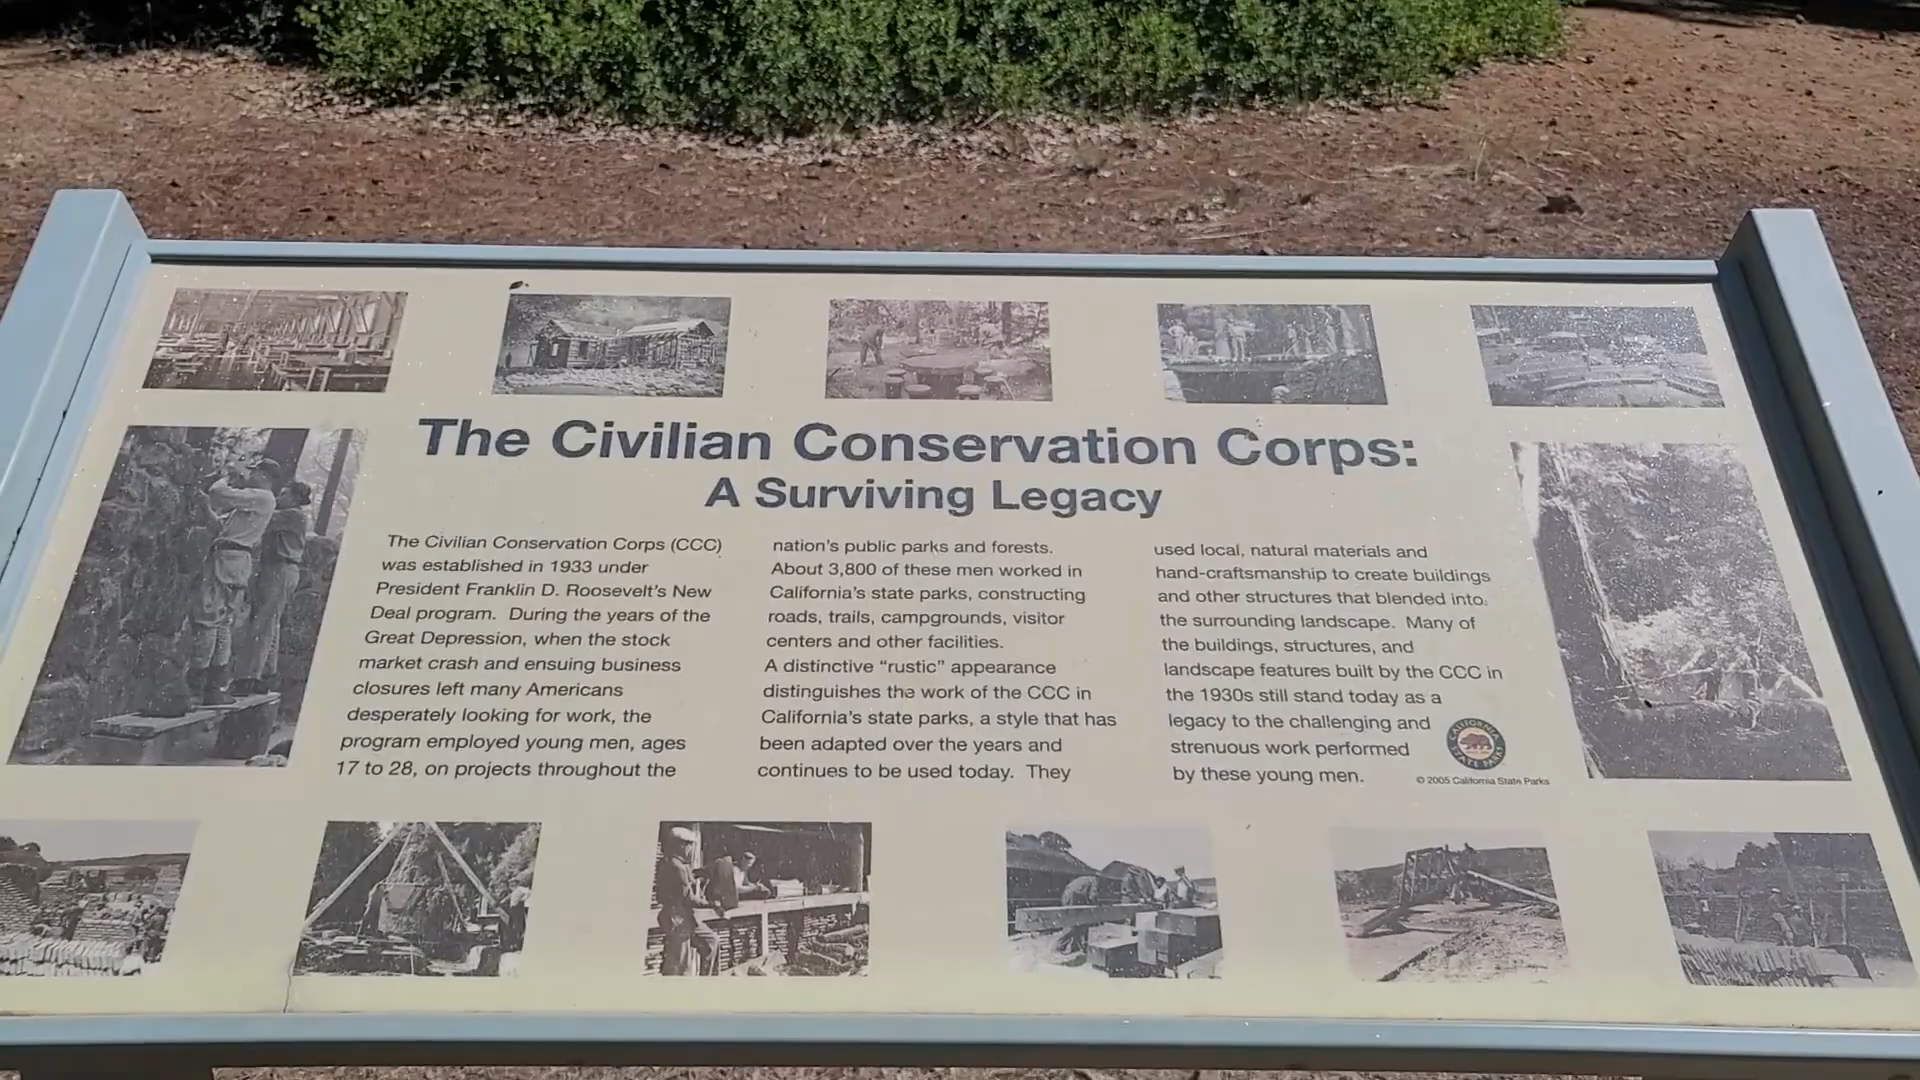 The Civilian Conservation Corps:
A Surviving Legacy
The Civilian Conservation Corps (CCC)
was established in 1933 under
President Franklin D. Roosevelt's New
Deal program. During the years of the
Great Depression, when the stock
market crash and ensuing business
closures left many Americans
desperately looking for work, the
program employed young men, ages
17 to 28, on projects throughout the
nation's public parks and forests.
About 3,800 of these men worked in
California's state parks, constructing
roads, trails, campgrounds, visitor
centers and other facilities.
A distinctive "rustic" appearance
distinguishes the work of the CCC in
California's state parks, a style that has
been adapted over the years and
continues to be used today. They
used local, natural materials and
hand-craftsmanship to create buildings
and other structures that blended into
the surrounding landscape. Many of
the buildings, structures, and
landscape features built by the CCC in
the 1930s still stand today as a
legacy to the challenging and
strenuous work performed
by these young men.
CALIFORNIA
STATE PARKS
© 2005 California State Parks